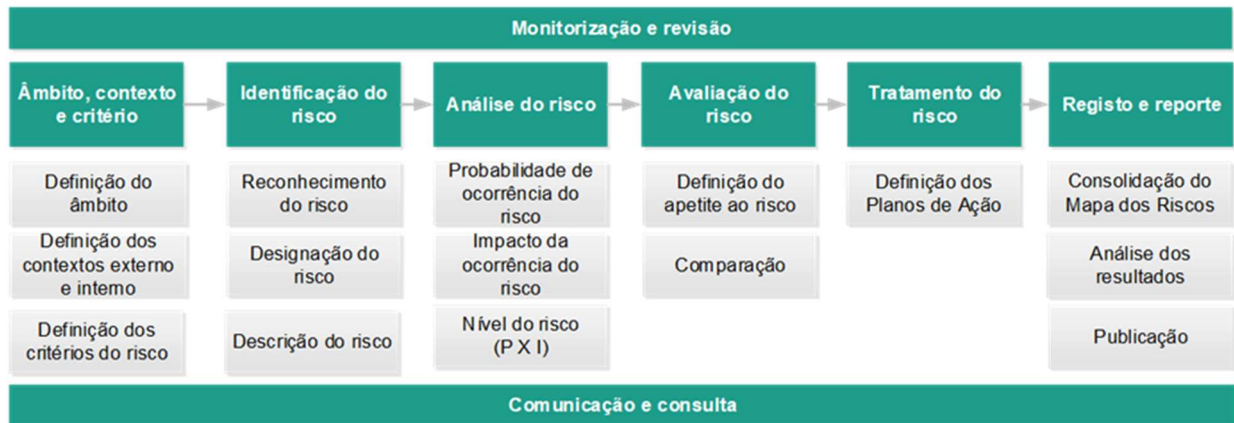 Monitorização e revisão
Âmbito, contexto
e critério
Identificação do
risco
Análise do risco
Avaliação do
risco
Tratamento do
risco
Registo e reporte
Definição do
âmbito
Definição dos
contextos externo
e interno
Definição dos
critérios do risco
Reconhecimento
do risco
Designação do
risco
Descrição do risco
Probabilidade de
ocorrência do
risco
Impacto da
ocorrência do
risco
Nível do risco
(P X I)
Definição do
apetite ao risco
Comparação
Definição dos
Planos de Ação
Consolidação do
Mapa dos Riscos
Análise dos
resultados
Publicação
Comunicação e consulta